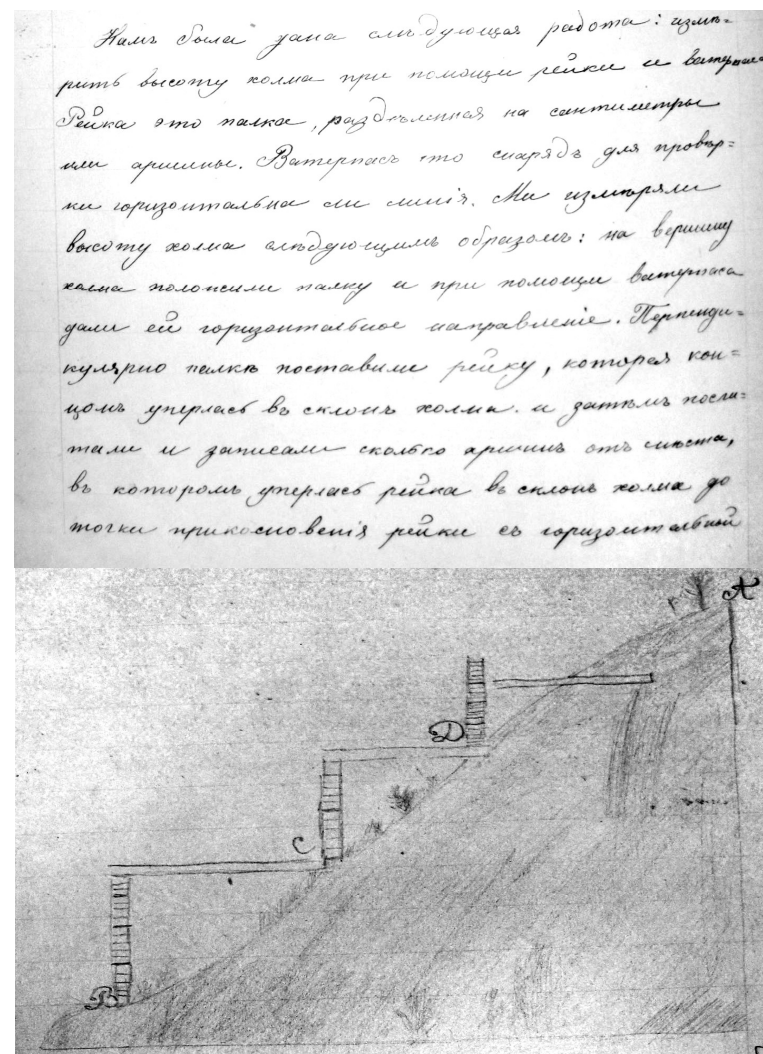 Намъ была дана слѣдующая работа: измѣ=
рить высоту холма при помощи рейки и ватерпаса
Рейка это палка, раздѣленная на сантиметры
или аршины. Ватерпасъ это снарядъ для провѣр=
ки горизонтальна ли линія. Мы измѣряли
высоту холма слѣдующимъ образомъ: на вершину
холма положили палку и при помощи ватерпаса
дали ей горизонтальное направленіе. Перпенди=
кулярно палкѣ поставили рейку, которая кон=
цомъ уперлась въ склонъ холма. и затѣмъ посчи=
тали и записали сколько аршинъ отъ мѣста,
въ которомъ уперлась рейка въ склонъ холма до
точки прикосновенія рейки съ горизонтальной
А
D
С
В